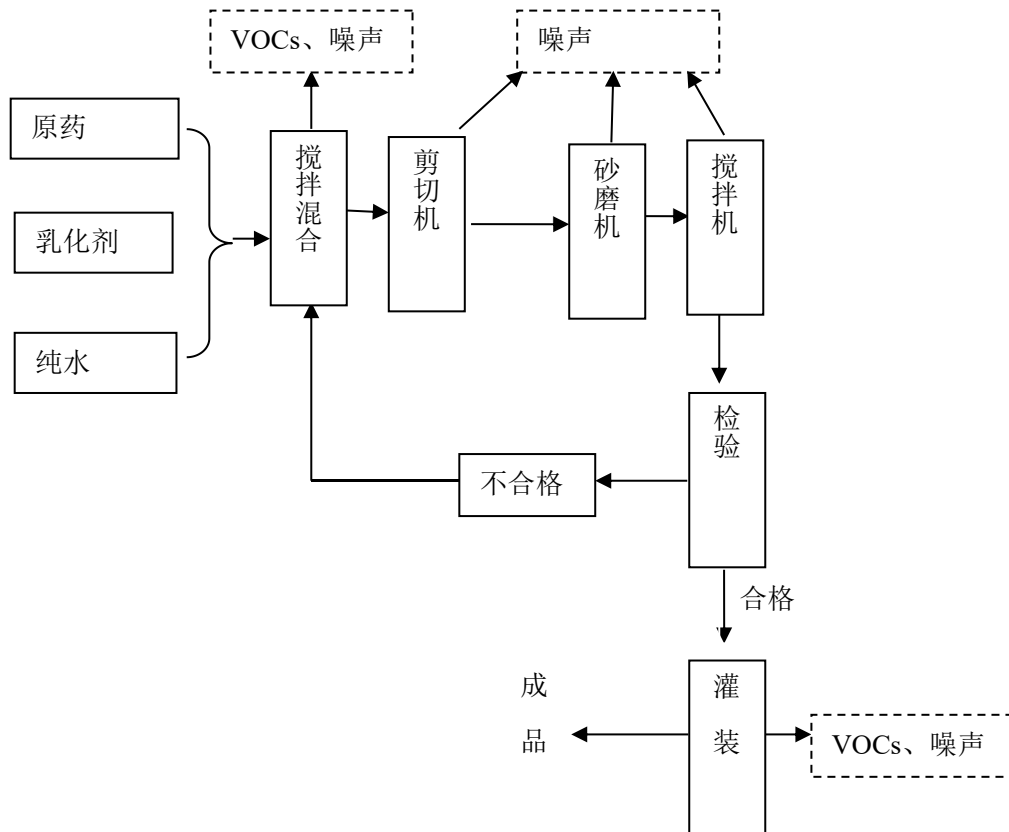 VOCs、噪声
噪声
原药
乳化剂
纯水
搅拌混合
剪切机
砂磨机
搅拌机
检验
不合格
合格
灌装
成品
VOCs、噪声